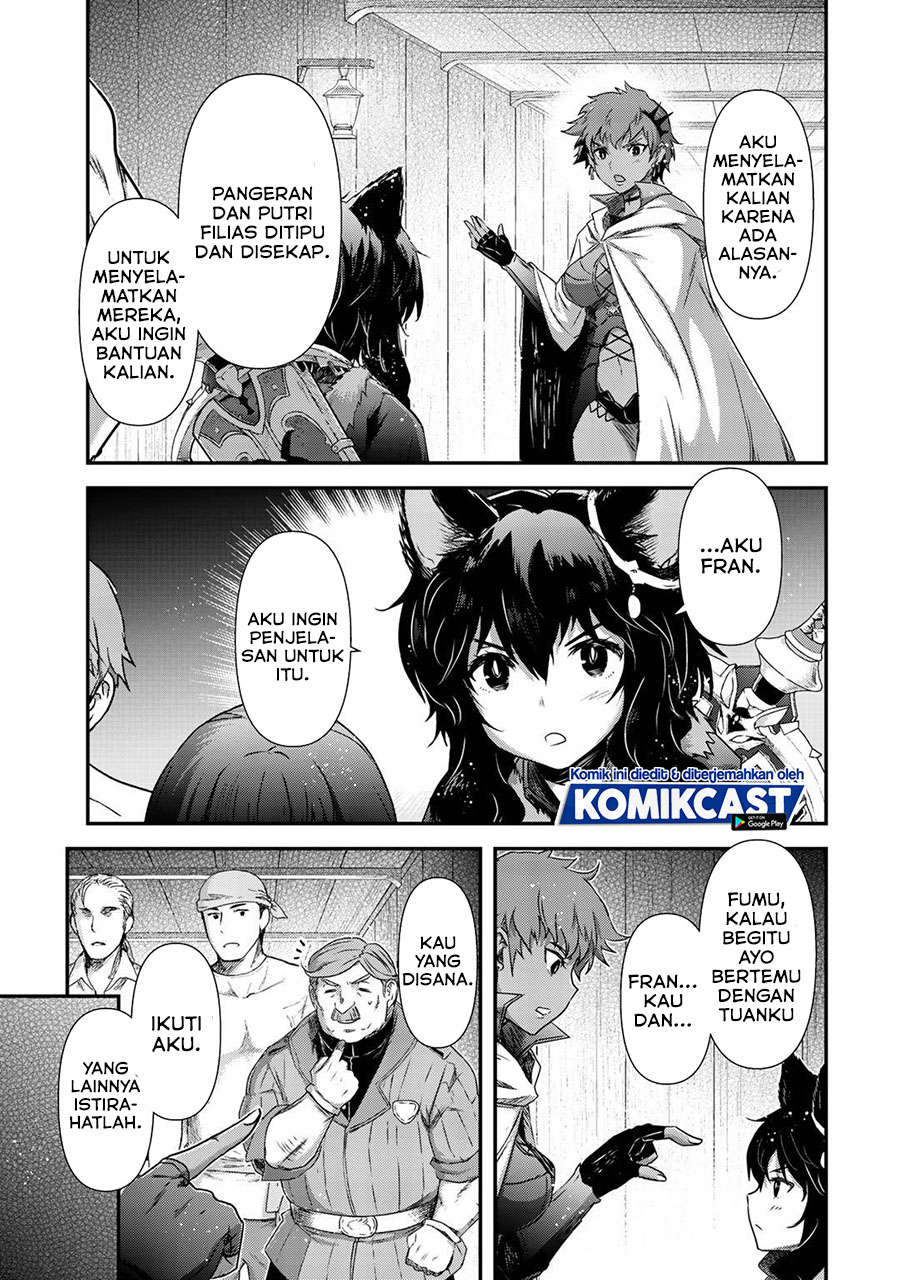 AKU
MENYELA-
MATKAN
KALIAN
KARENA
ADA
ALASAN-
NYA.
PANGERAN
DAN PUTRI
FILIAS DITIPU
DAN DISEKAP.
UNTUK
MENYELA-
MATKAN
MEREKA,
AKU INGIN
BANTUAN
KALIAN.
...AKU
FRAN.
AKU INGIN
PENJELA-
SAN UNTUK
ITU.
Komik ini diedit & diterjemahkan oleh
KOMIKCAST
GET IT ON
Google Play
FUMU,
KALAU
BEGITU
AYO
BERTEMU
DENGAN
TUANKU
FRAN...
KAU
DAN...
KAU
YANG
DISANA.
IKUTI
AKU.
YANG
LAINNYA
ISTIRA-
HATLAH.